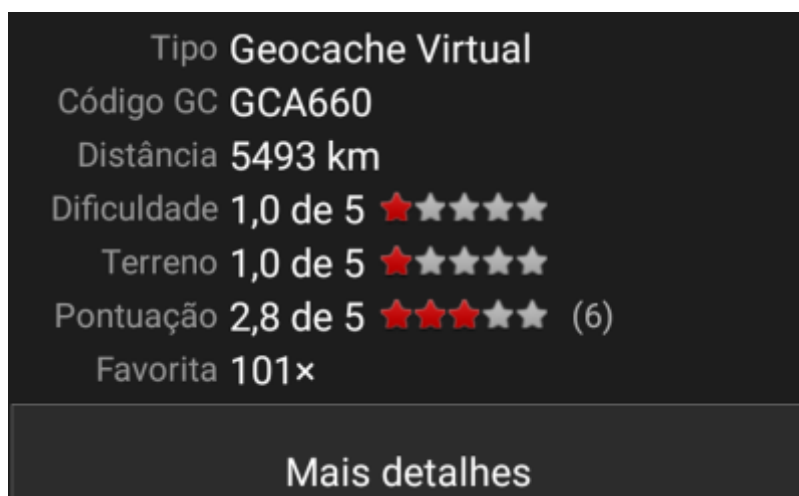 Tipo Geocache Virtual
Código GC GCA660
Distância 5493 km
Dificuldade 1,0 de 5
Terreno 1,0 de 5
Pontuação 2,8 de 5 (6)
Favorita 101×
Mais detalhes